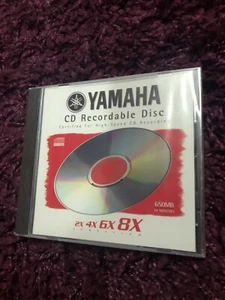 YAMAHA
CD Recordable Disc
Certified For High-Speed CD Recording
2X 4X 6X 8X
650MB